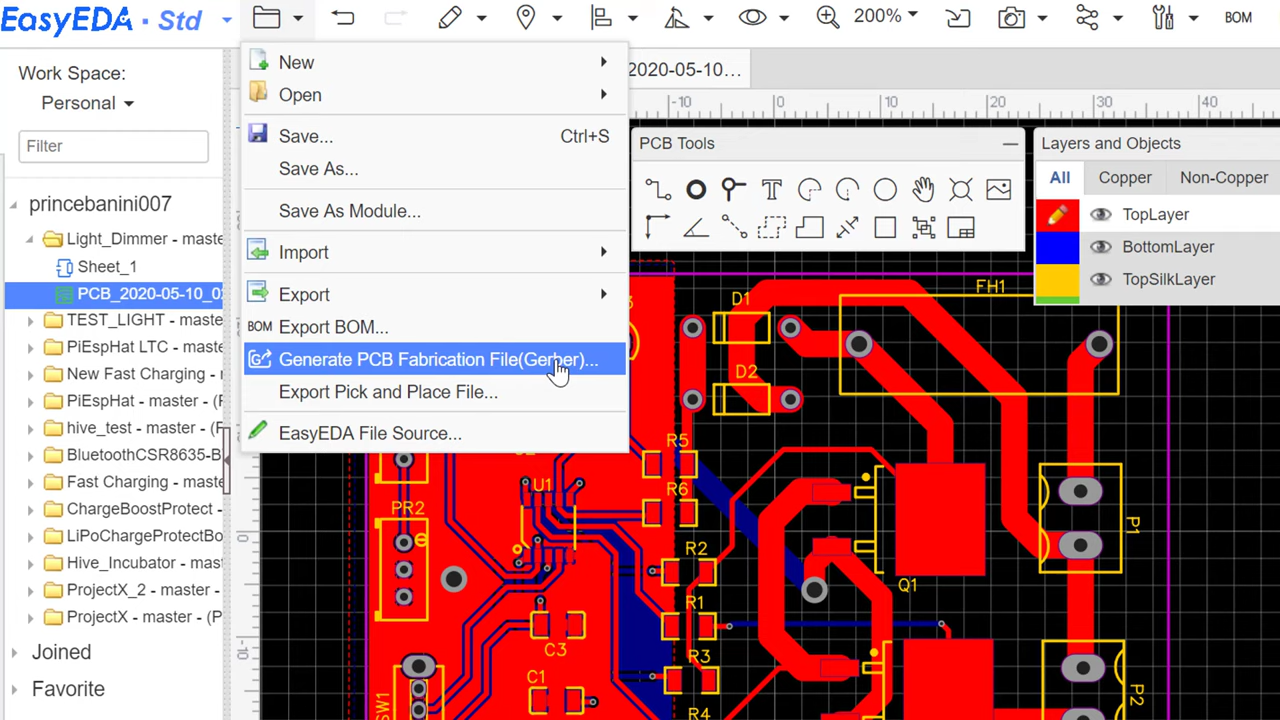 EasyEDA · Std
200%
BOM
Work Space:
Personal
Filter
princebanini007
Light_Dimmer - maste
Sheet_1
PCB_2020-05-10_0
TEST_LIGHT - maste
PiEspHat LTC - maste
New Fast Charging -
PiEspHat - master - (
hive_test - master - (F
BluetoothCSR8635-B
Fast Charging - maste
ChargeBoostProtect -
LiPoChargeProtectBo
Hive_Incubator - mast
ProjectX_2 - master -
ProjectX - master - (P
Joined
Favorite
New
Open
Save... Ctrl+S
Save As...
Save As Module...
Import
Export
BOM Export BOM...
Generate PCB Fabrication File(Gerber)...
Export Pick and Place File...
EasyEDA File Source...
2020-05-10...
-10 0 10 20 30 40
0
-10
PCB Tools
Layers and Objects
All Copper Non-Copper
TopLayer
BottomLayer
TopSilkLayer
D1
FH1
D2
R5
R6
U1
PR2
R2
R1
R3
R4
C3
C1
SW1
Q1
P1
P2